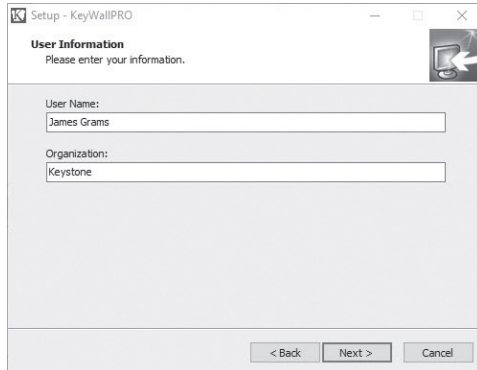 Setup - KeyWallPRO
User Information
Please enter your information.
User Name:
James Grams
Organization:
Keystone
< Back Next > Cancel